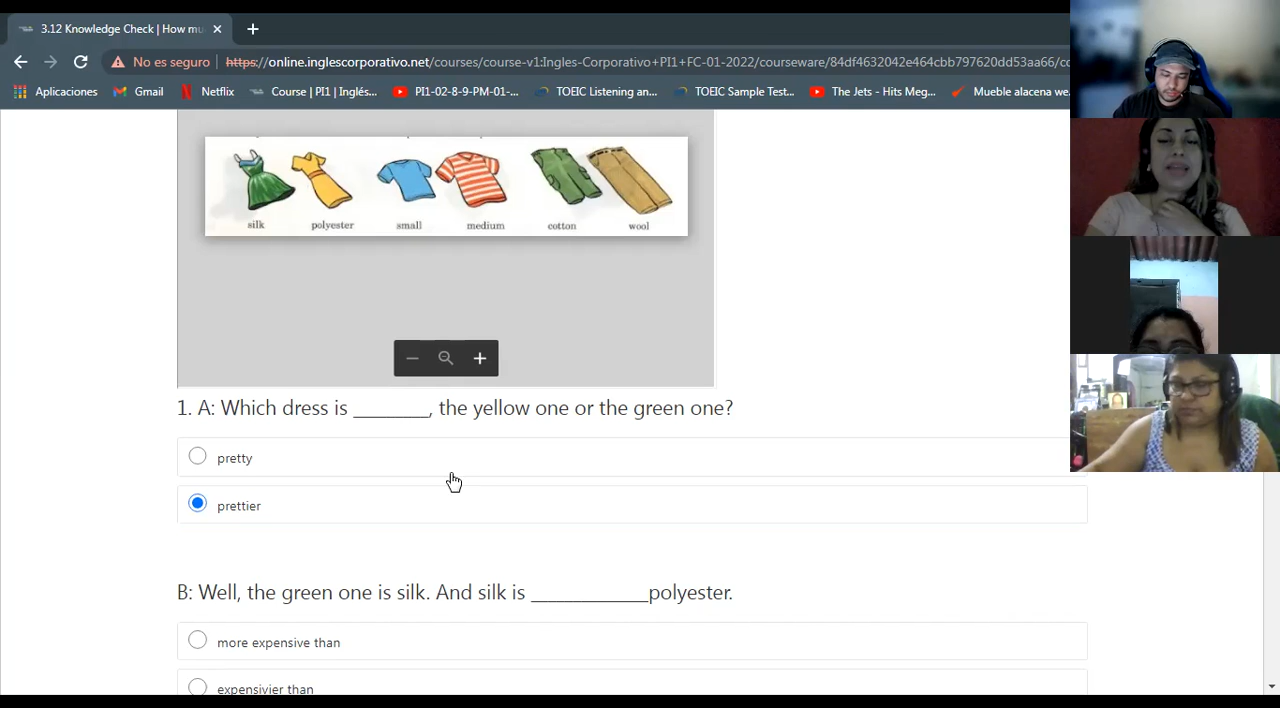 3.12 Knowledge Check | How mu
No es seguro | https://online.inglescorporativo.net/courses/course-v1:Ingles-Corporativo+PI1+FC-01-2022/courseware/84df4632042e464cbb797620dd53aa66/cc
Aplicaciones Gmail Netflix Course | PI1 | Inglés... PI1-02-8-9-PM-01-... TOEIC Listening an... TOEIC Sample Test... The Jets - Hits Meg... Mueble alacena we...
silk polyester small medium cotton wool
1. A: Which dress is ________, the yellow one or the green one?
pretty
prettier
B: Well, the green one is silk. And silk is _____________polyester.
more expensive than
expensivier than